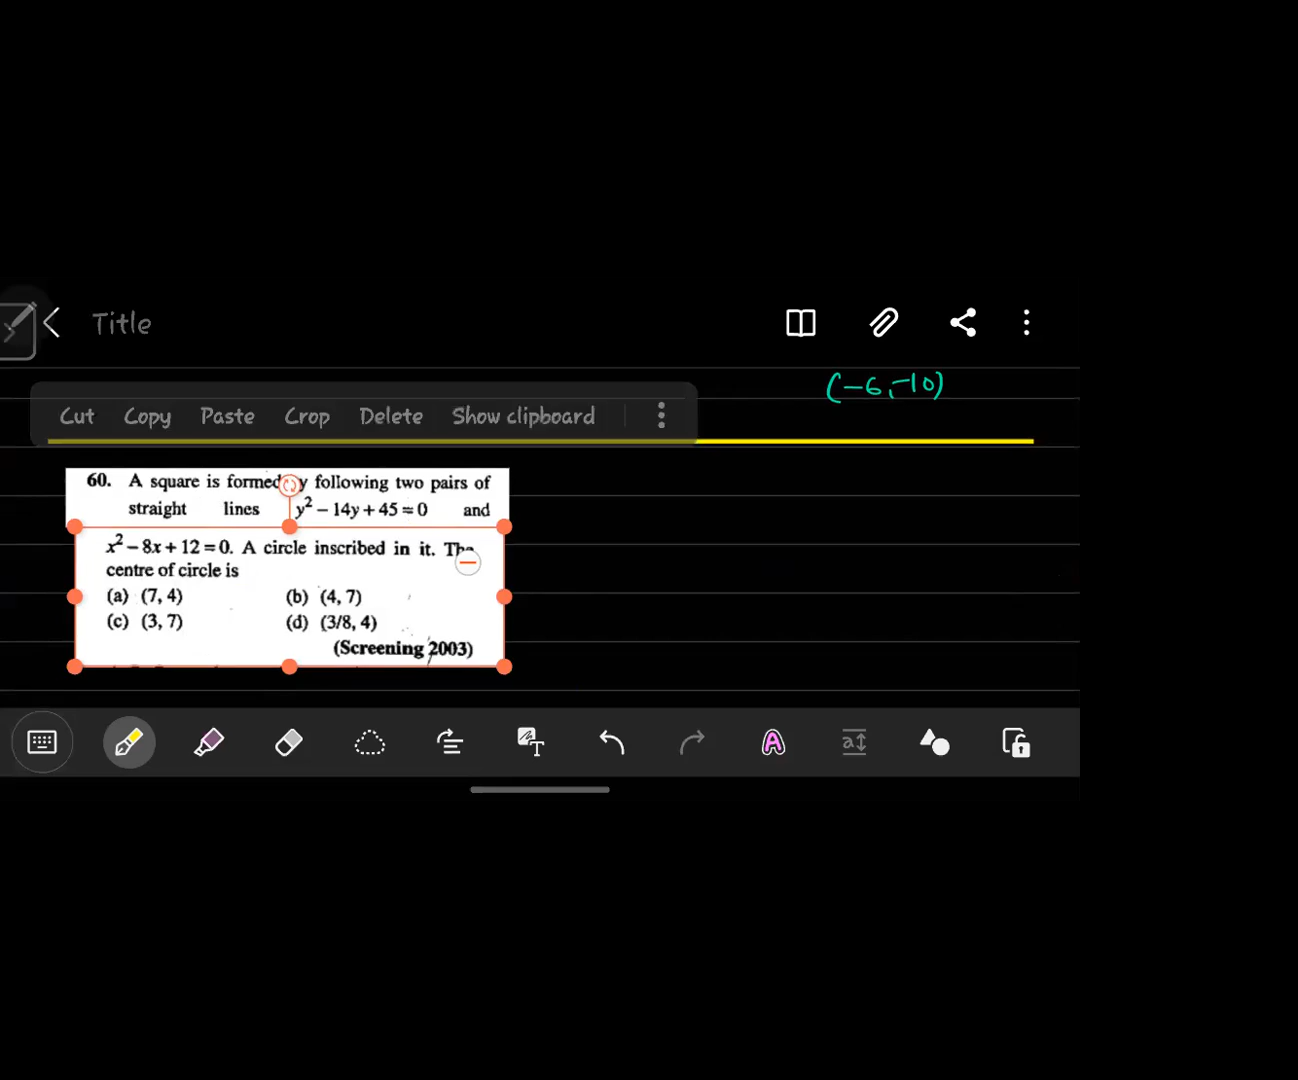 Title
(-6,-10)
Cut Copy Paste Crop Delete Show clipboard
60. A square is formed y following two pairs of
straight lines y² – 14y + 45 = 0 and
x² – 8x + 12 = 0. A circle inscribed in it. The
centre of circle is
(a) (7, 4) (b) (4, 7)
(c) (3, 7) (d) (3/8, 4)
(Screening 2003)
T
A
a